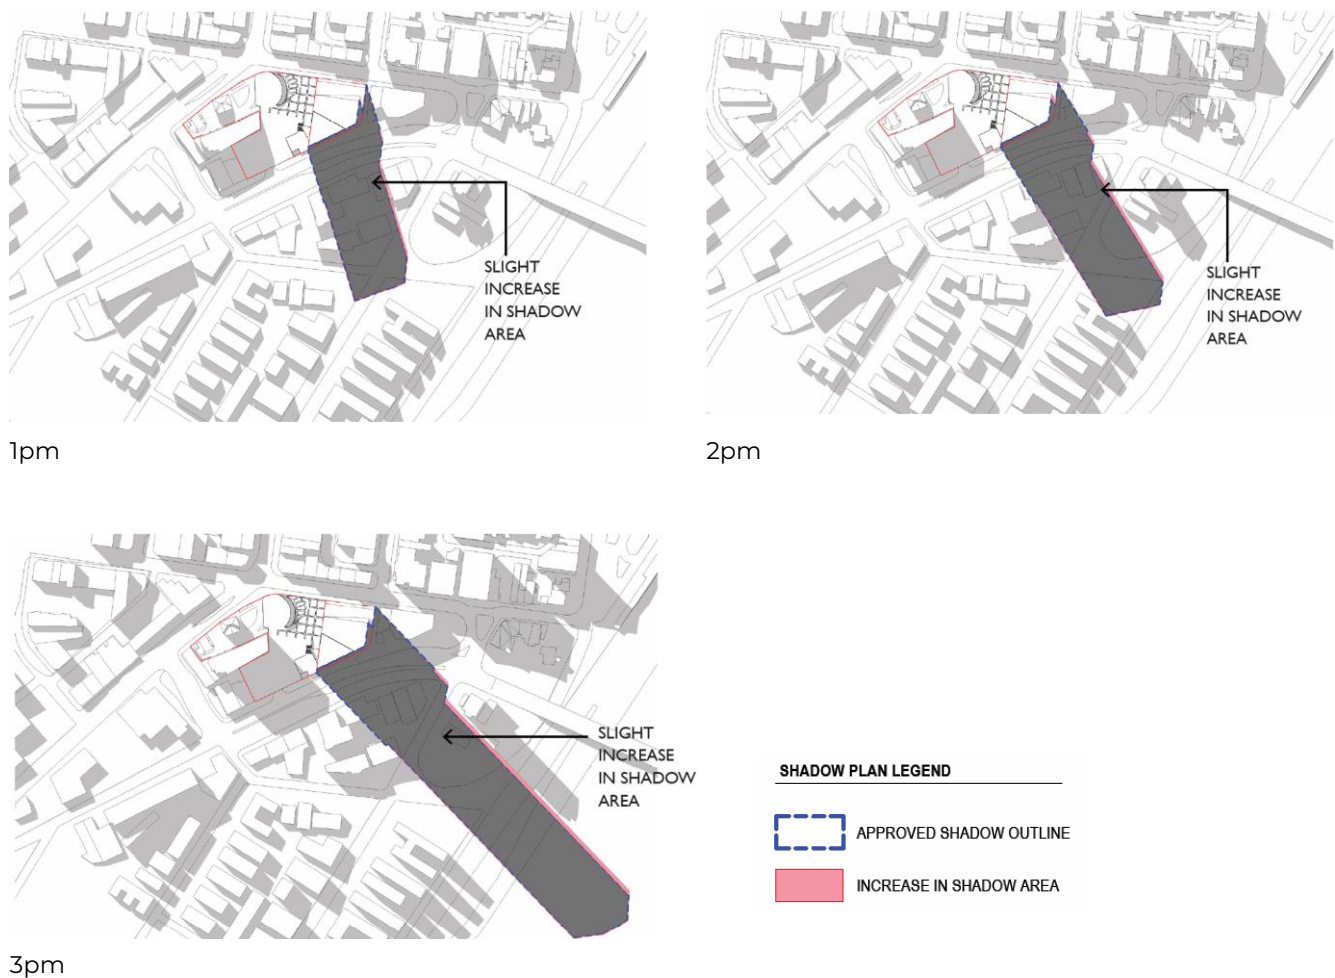 SLIGHT
INCREASE
IN SHADOW
AREA
1pm
SLIGHT
INCREASE
IN SHADOW
AREA
2pm
SLIGHT
INCREASE
IN SHADOW
AREA
3pm
SHADOW PLAN LEGEND
APPROVED SHADOW OUTLINE
INCREASE IN SHADOW AREA